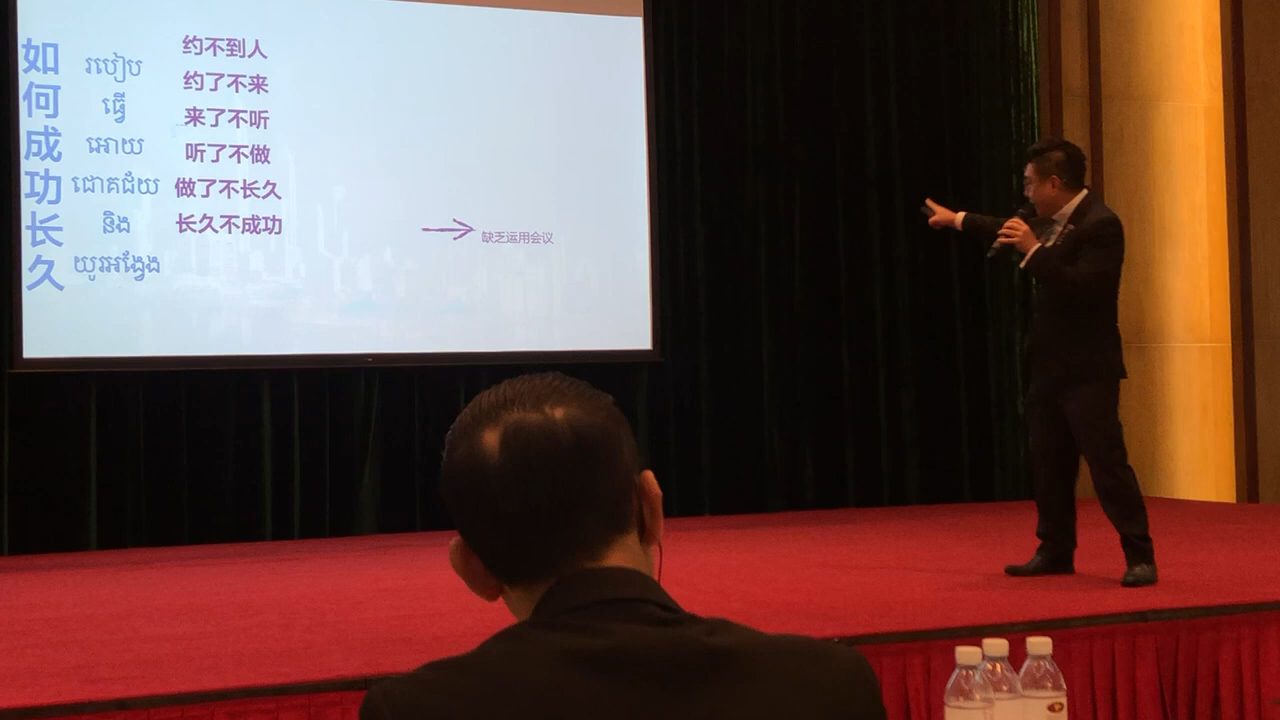 如何成功长久
របៀប
ធ្វើ
អោយ
ជោគជ័យ
និង
យូរអង្វែង
约不到人
约了不来
来了不听
听了不做
做了不长久
长久不成功
缺乏运用会议